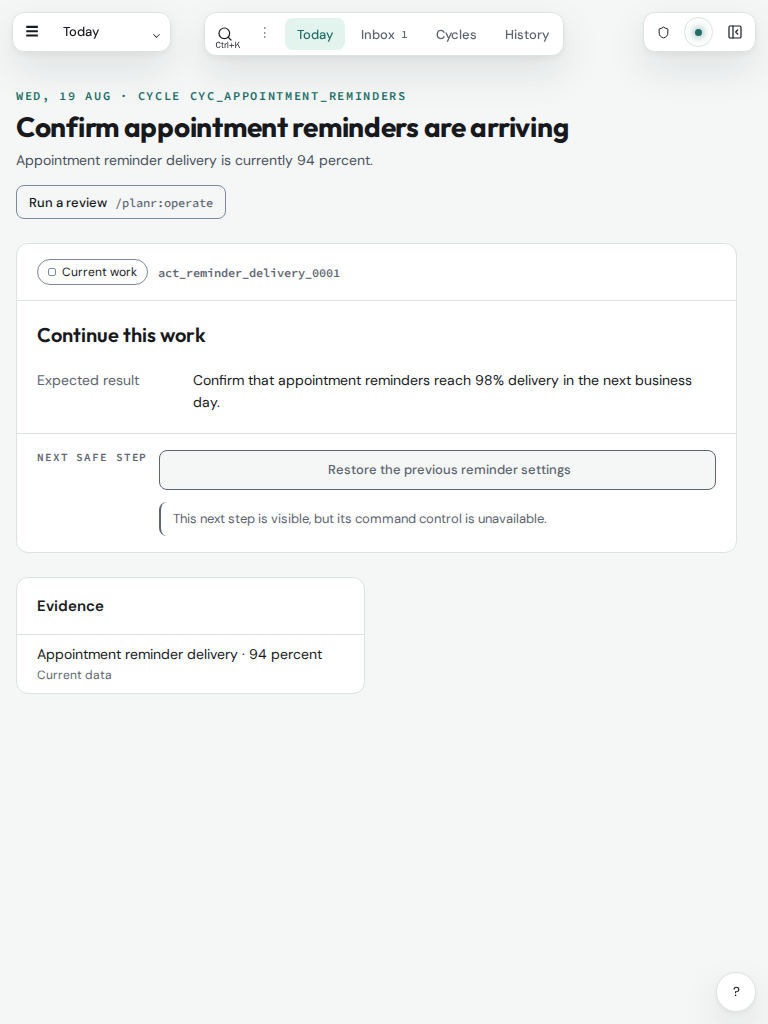 Today
Ctrl+K
Today
Inbox 1
Cycles
History
WED, 19 AUG · CYCLE CYC_APPOINTMENT_REMINDERS
Confirm appointment reminders are arriving
Appointment reminder delivery is currently 94 percent.
Run a review /planr:operate
Current work act_reminder_delivery_0001
Continue this work
Expected result
Confirm that appointment reminders reach 98% delivery in the next business
day.
NEXT SAFE STEP
Restore the previous reminder settings
This next step is visible, but its command control is unavailable.
Evidence
Appointment reminder delivery · 94 percent
Current data
?